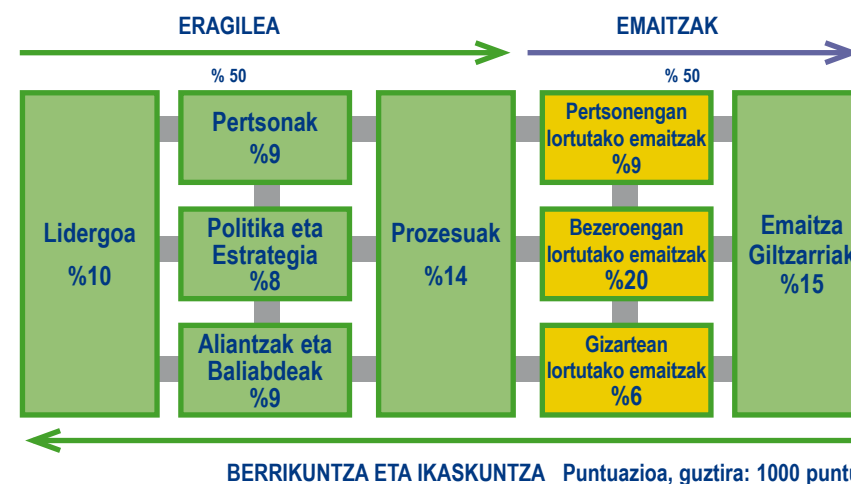 ERAGILEA
EMAITZAK
% 50
% 50
Lidergoa
%10
Pertsonak
%9
Politika eta
Estrategia
%8
Aliantzak eta
Baliabdeak
%9
Prozesuak
%14
Pertsonengan
lortutako emaitzak
%9
Bezeroengan
lortutako emaitzak
%20
Gizartean
lortutako emaitzak
%6
Emaitza
Giltzarriak
%15
BERRIKUNTZA ETA IKASKUNTZA Puntuazioa, guztira: 1000